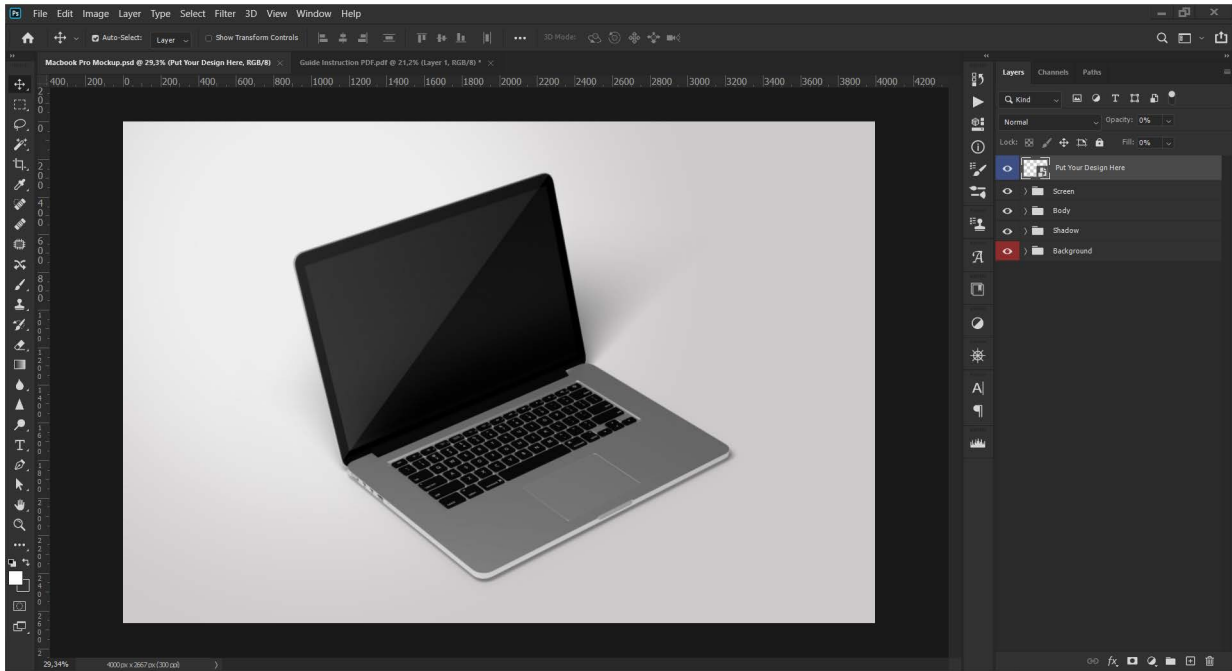 Ps File Edit Image Layer Type Select Filter 3D View Window Help
Auto-Select: Layer Show Transform Controls 3D Mode:
Macbook Pro Mockup.psd @ 29,3% (Put Your Design Here, RGB/8) × Guide Instruction PDF.pdf @ 21,2% (Layer 1, RGB/8) * ×
400 200 0 200 400 600 800 1000 1200 1400 1600 1800 2000 2200 2400 2600 2800 3000 3200 3400 3600 3800 4000 4200
Layers Channels Paths
Kind
Normal Opacity: 0%
Lock: Fill: 0%
Put Your Design Here
Screen
Body
Shadow
Background
29,34% 4000 px x 2667 px (300 ppi)